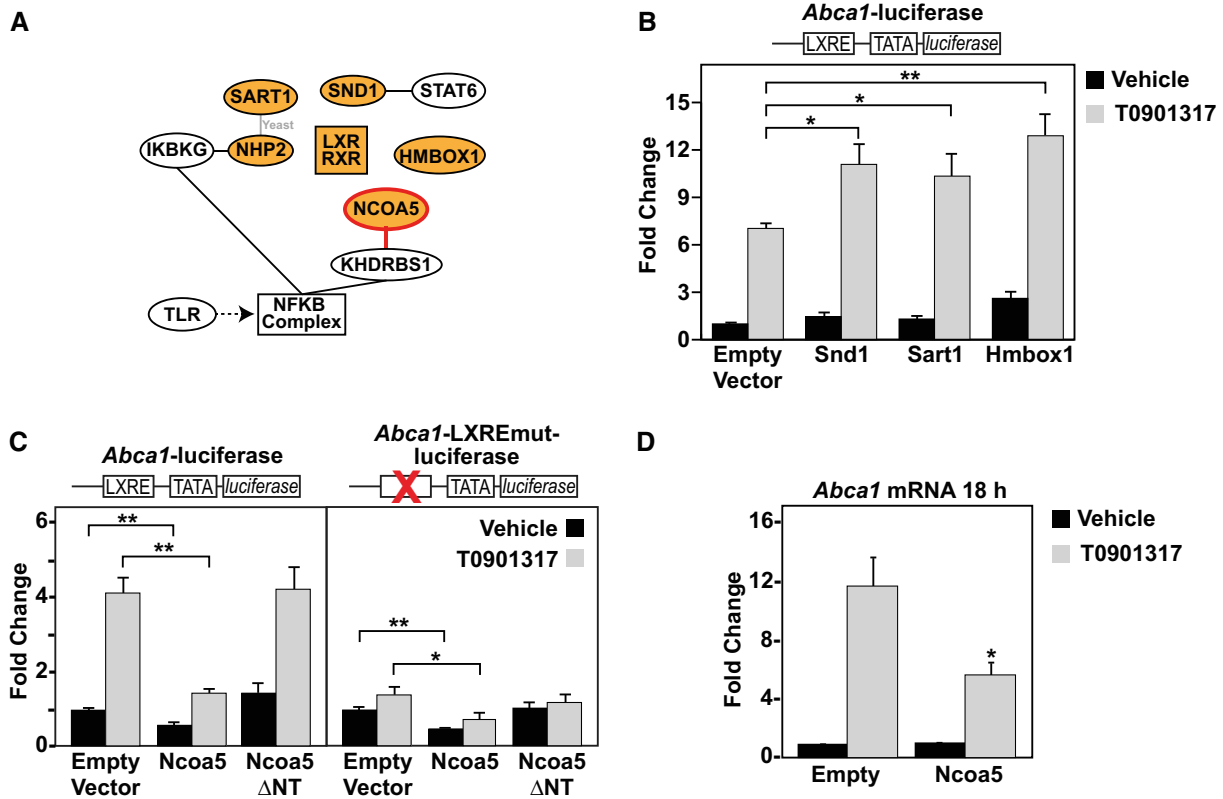 A
SART1
SND1
STAT6
Yeast
IKBKG
NHP2
LXR
RXR
HMBOX1
NCOA5
KHDRBS1
TLR
NFKB
Complex
B
Abca1-luciferase
LXRE
TATA
luciferase
Vehicle
T0901317
Fold Change
15
12
9
6
3
0
*
*
**
Empty
Vector
Snd1
Sart1
Hmbox1
C
Abca1-luciferase
LXRE
TATA
luciferase
Abca1-LXREmut-
luciferase
X
TATA
luciferase
Vehicle
T0901317
Fold Change
6
4
2
0
**
**
**
*
Empty
Vector
Ncoa5
Ncoa5
ΔNT
Empty
Vector
Ncoa5
Ncoa5
ΔNT
D
Abca1 mRNA 18 h
Vehicle
T0901317
Fold Change
16
12
8
4
0
*
Empty
Ncoa5